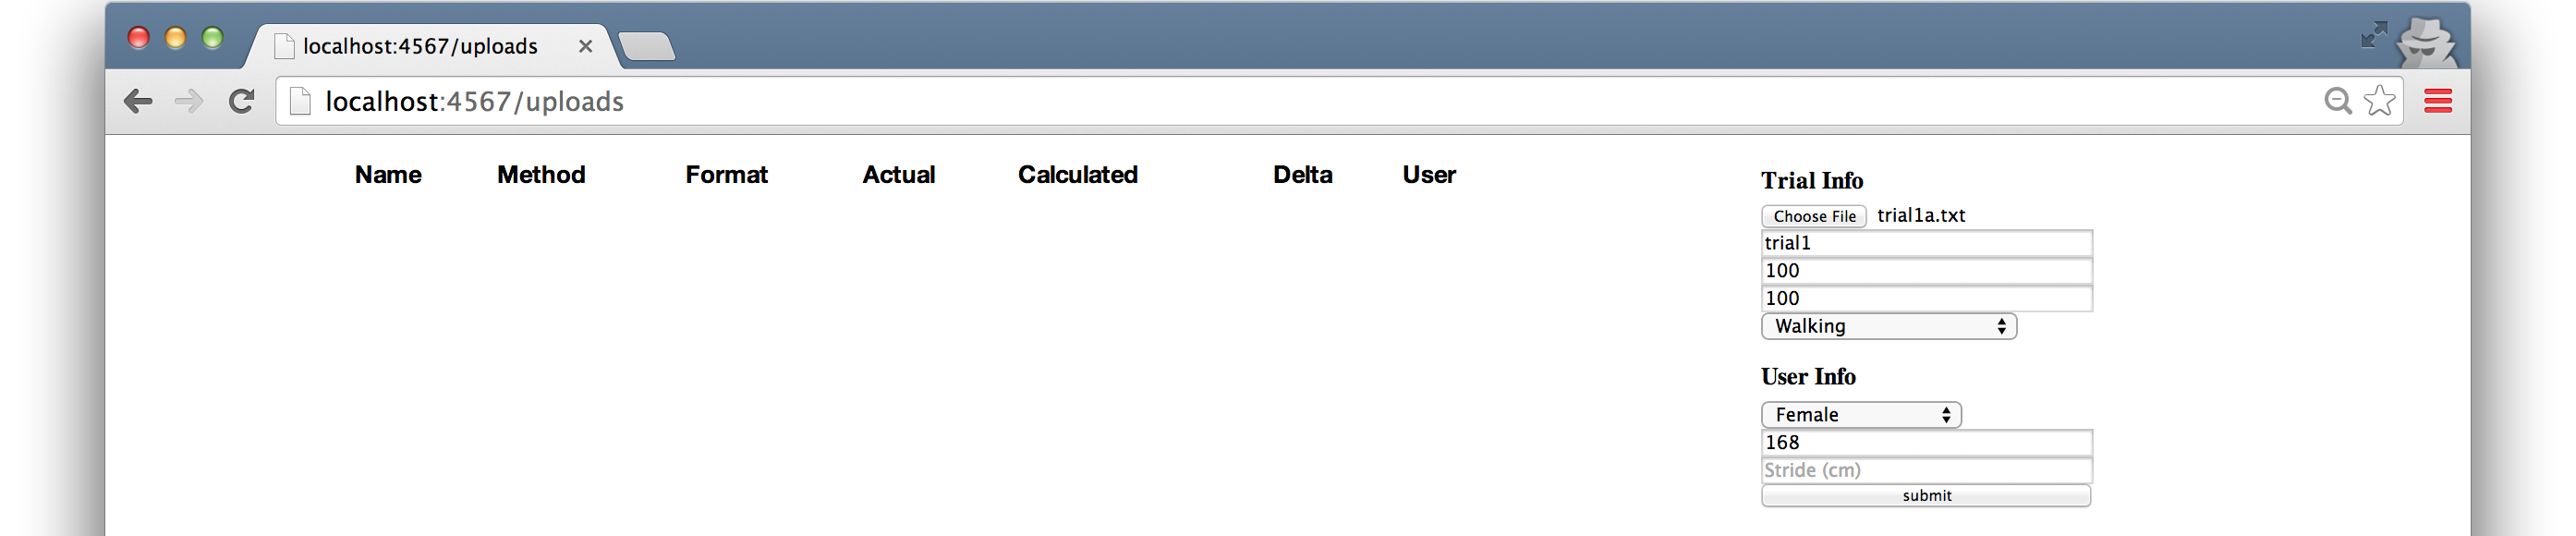 localhost:4567/uploads
localhost:4567/uploads
Name Method Format Actual Calculated Delta User
Trial Info
Choose File trial1a.txt
trial1
100
100
Walking
User Info
Female
168
Stride (cm)
submit